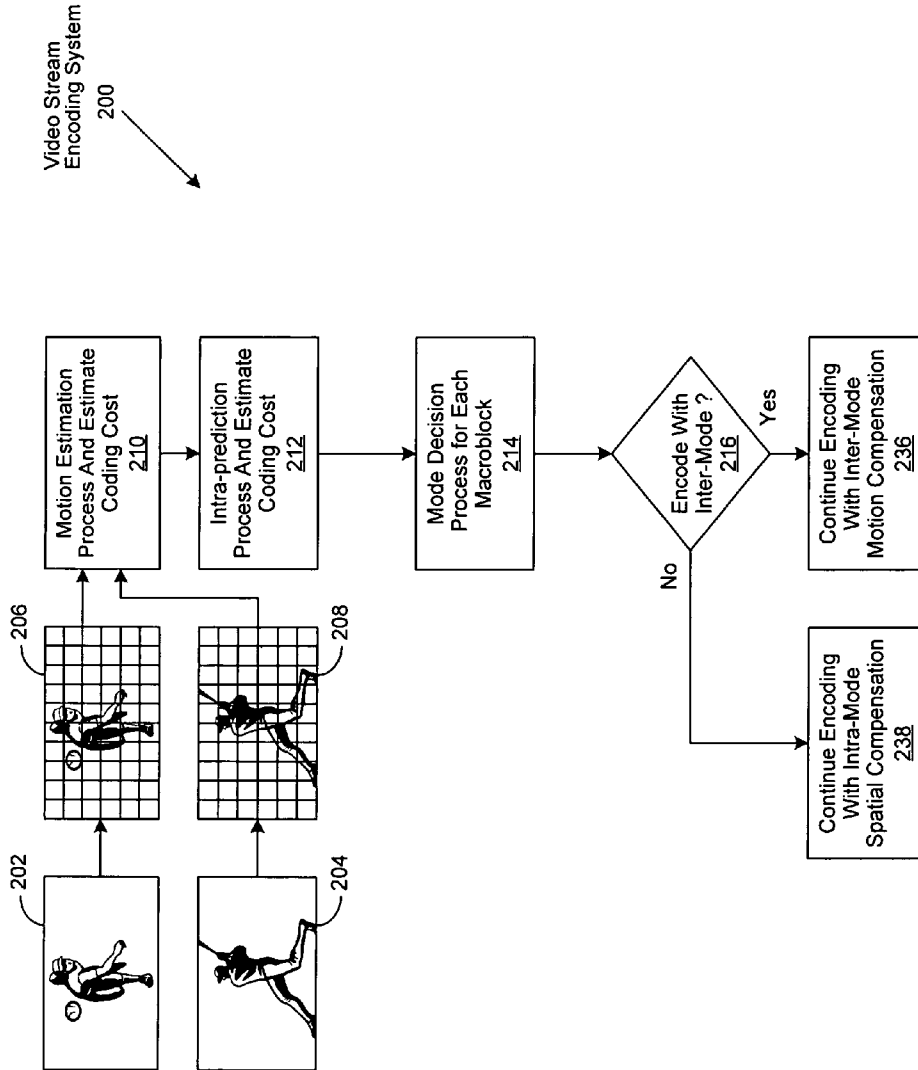 Video Stream
Encoding System
200
202
206
204
208
Motion Estimation
Process And Estimate
Coding Cost
210
Intra-prediction
Process And Estimate
Coding Cost
212
Mode Decision
Process for Each
Macroblock
214
Encode With
Inter-Mode ?
216
No
Yes
Continue Encoding
With Intra-Mode
Spatial Compensation
238
Continue Encoding
With Inter-Mode
Motion Compensation
236